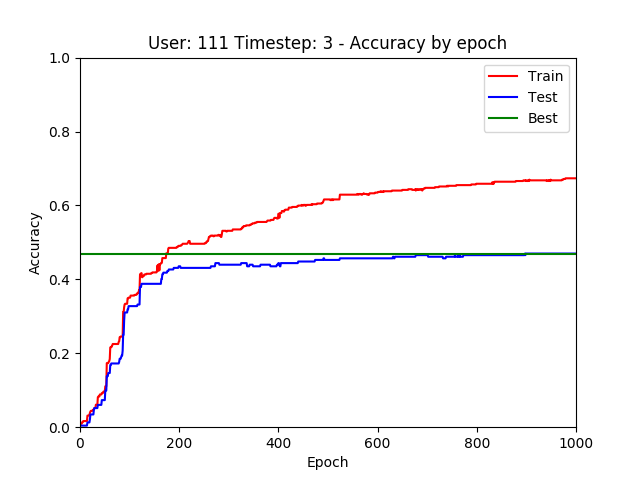 User: 111 Timestep: 3 - Accuracy by epoch
1.0
0.8
0.6
0.4
0.2
0.0
Accuracy
Train
Test
Best
0 200 400 600 800 1000
Epoch